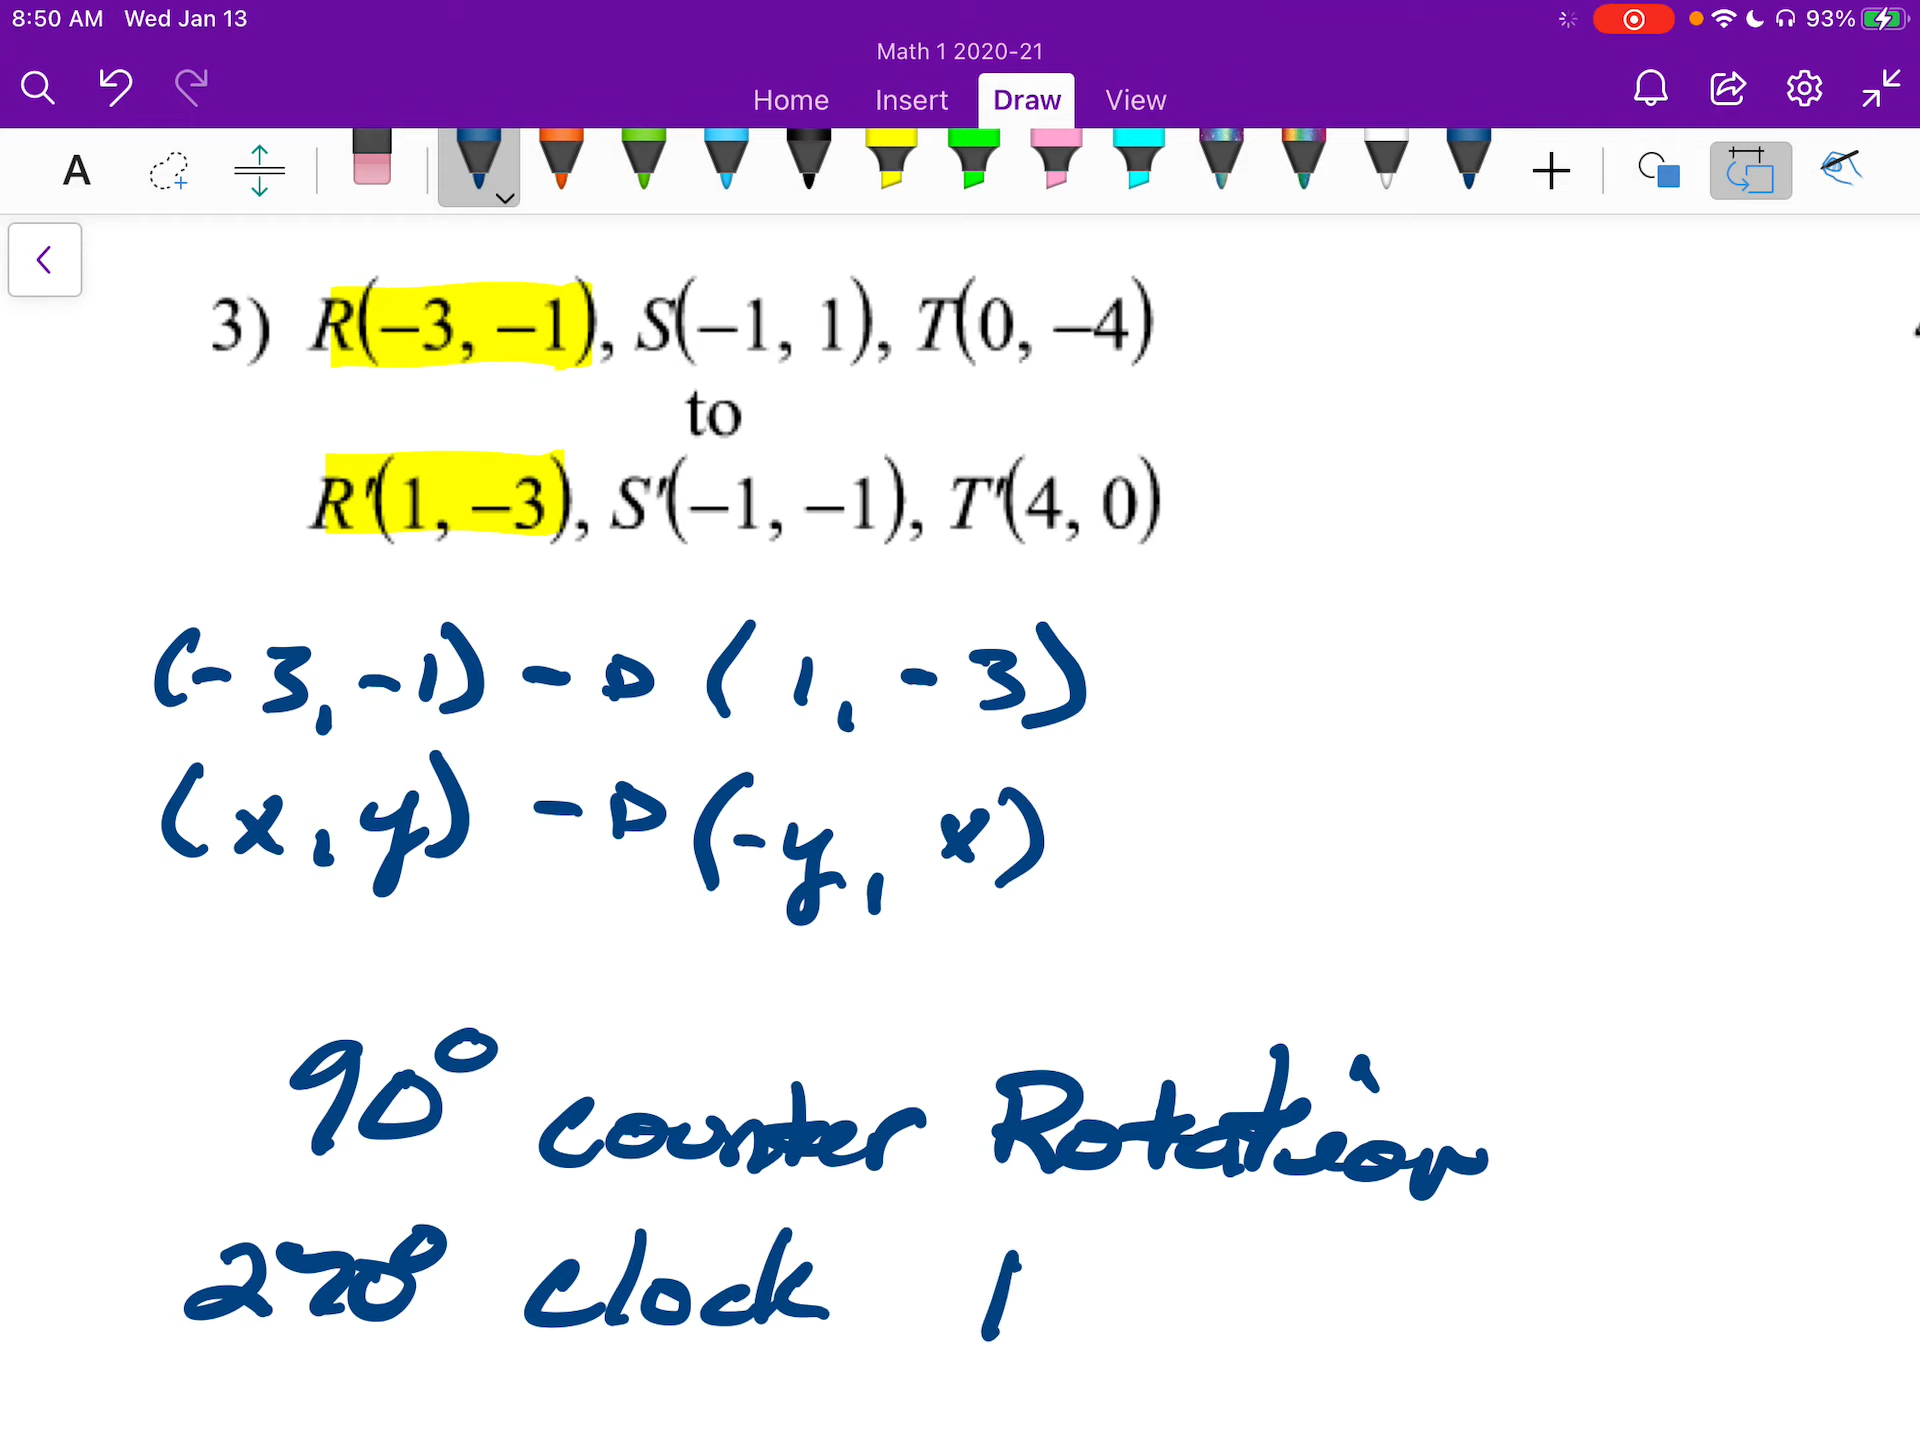 8:50 AM Wed Jan 13 93%
Math 1 2020-21
Home Insert Draw View
A
3) R(−3, −1), S(−1, 1), T(0, −4)
to
R'(1, −3), S'(−1, −1), T'(4, 0)
(-3, -1) -> (1, -3)
(x, y) -> (-y, x)
90° counter Rotation
270° clock